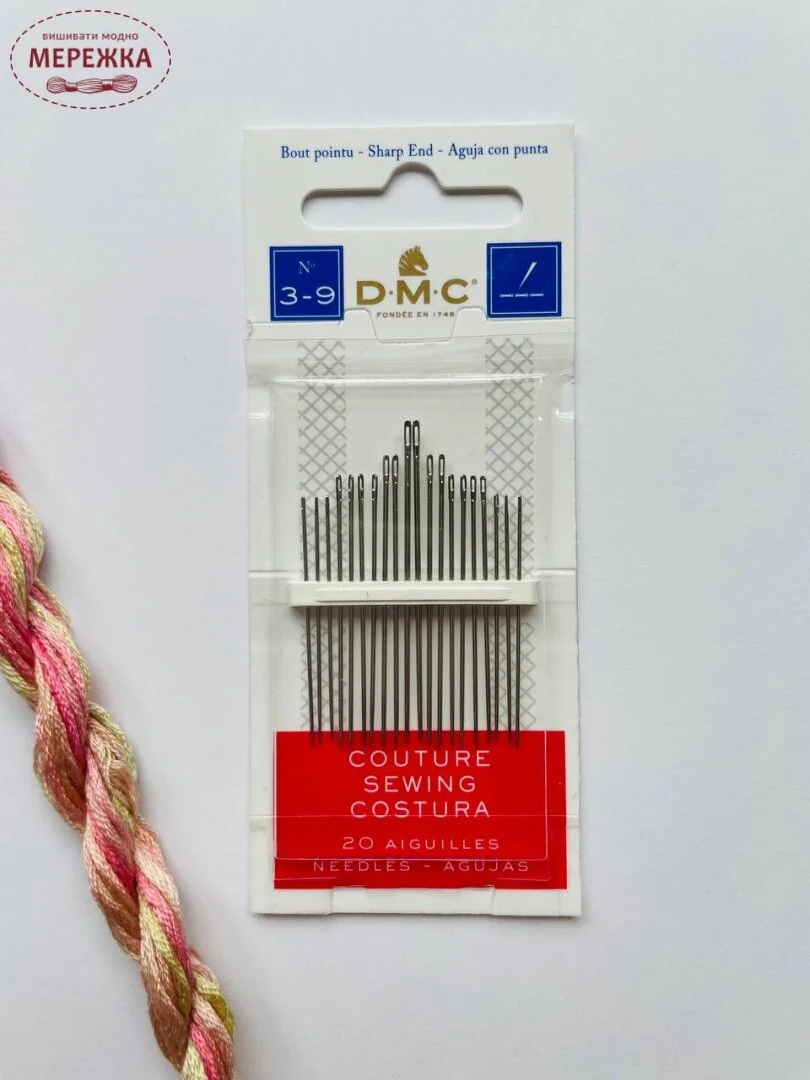 вишивати модно
МЕРЕЖКА
Bout pointu - Sharp End - Aguja con punta
Nº
3-9
D·M·C®
FONDÉE EN 1746
COUTURE
SEWING
COSTURA
20 AIGUILLES
NEEDLES - AGUJAS